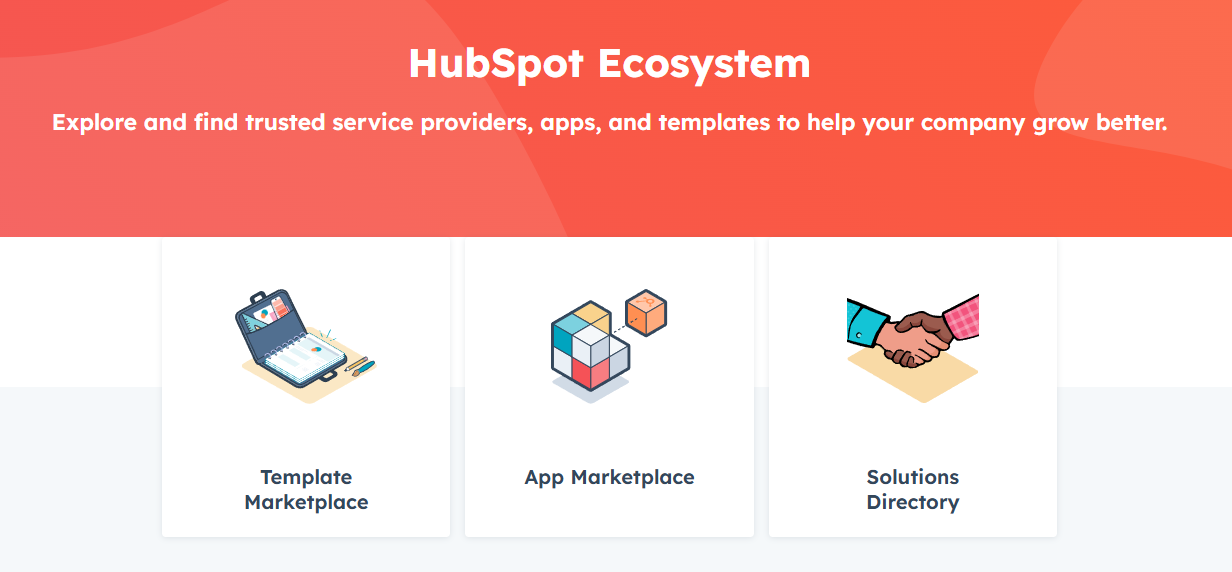 HubSpot Ecosystem
Explore and find trusted service providers, apps, and templates to help your company grow better.
Template
Marketplace
App Marketplace
Solutions
Directory